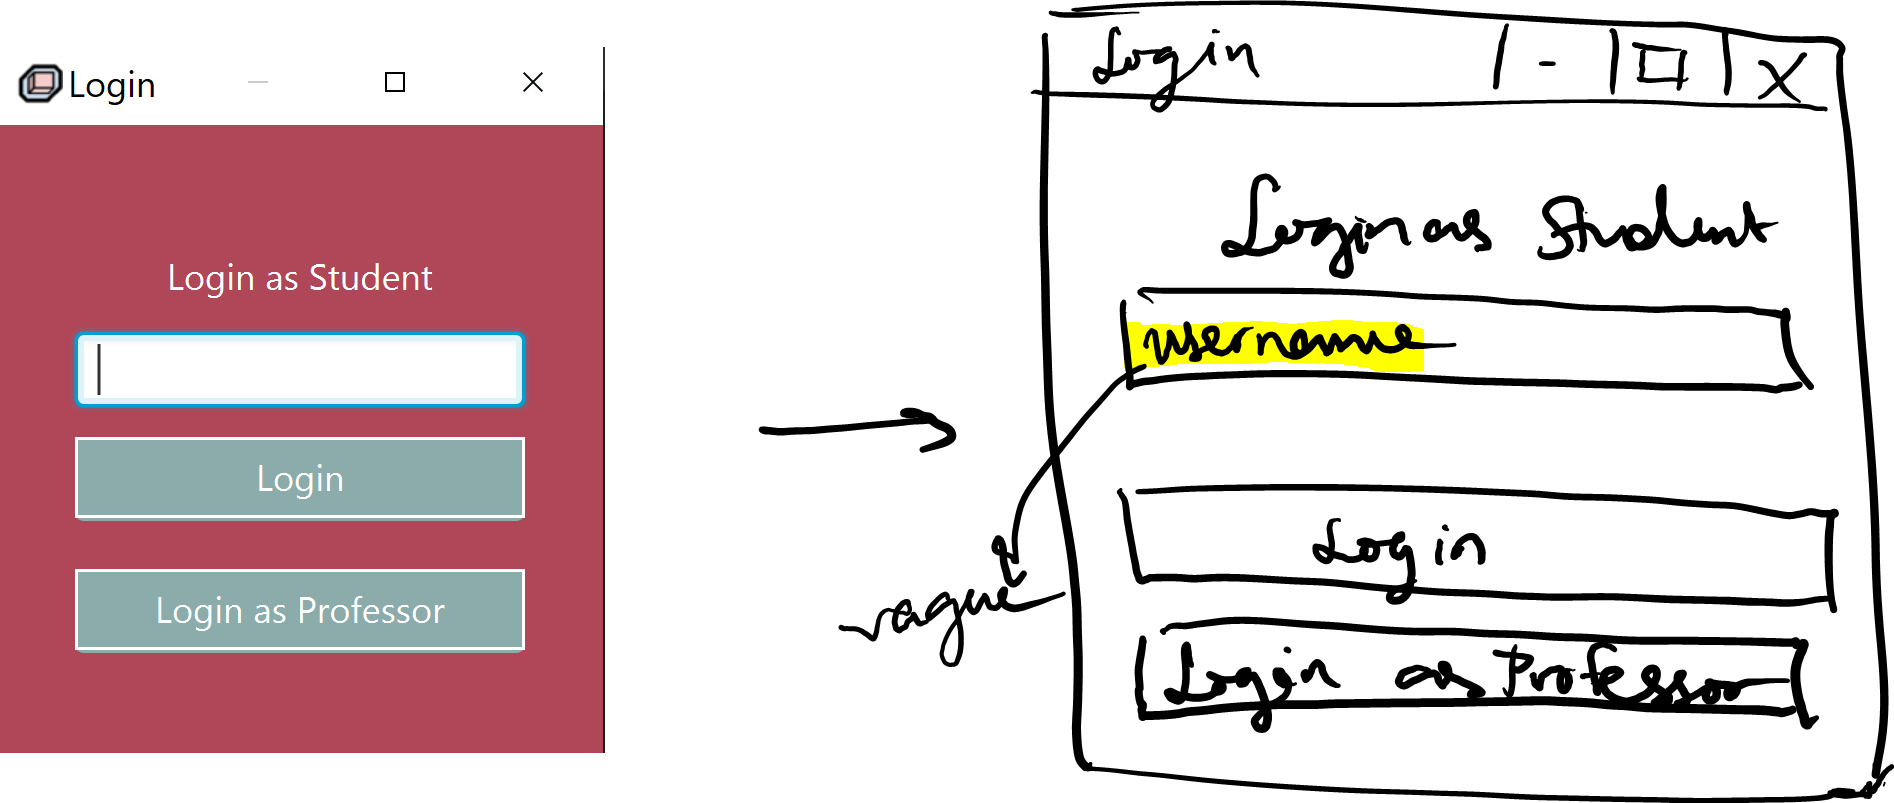 Login
Login as Student
Login
Login as Professor
Login
Login as Student
username
Login
vague
Login as Professor